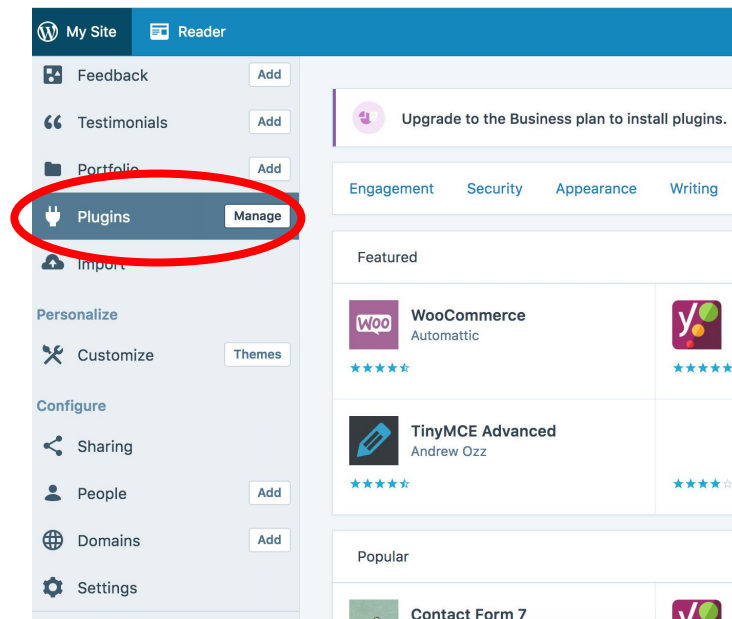 My Site
Reader
Feedback
Add
Testimonials
Add
Portfolio
Add
Plugins
Manage
Import
Personalize
Customize
Themes
Configure
Sharing
People
Add
Domains
Add
Settings
Upgrade to the Business plan to install plugins.
Engagement
Security
Appearance
Writing
Featured
WOO
WooCommerce
Automattic
y
TinyMCE Advanced
Andrew Ozz
Popular
Contact Form 7